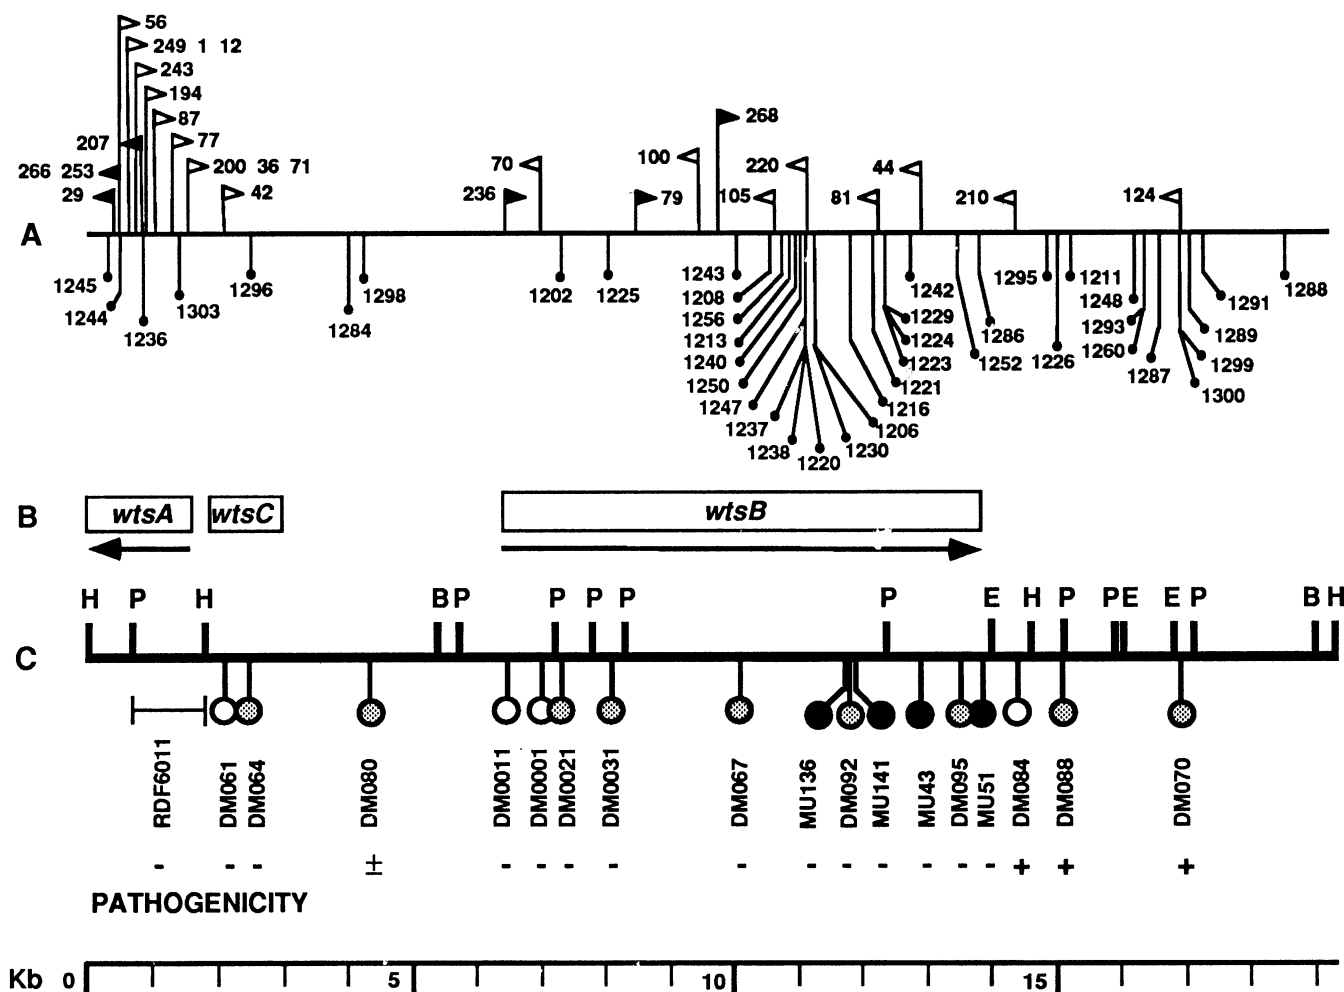 56
249 1 12
243
194
87
207
77
266 253
200 36 71
29
42
70
236
79
100
268
220
105
81
44
210
124
A
1245
1244
1236
1303
1296
1284
1298
1202
1225
1243
1208
1256
1213
1240
1250
1247
1237
1238
1220
1230
1206
1216
1221
1223
1224
1229
1242
1286
1252
1295
1211
1226
1248
1293
1260
1287
1291
1289
1299
1300
1288
B
wtsA
wtsC
wtsB
H P H B P P P P P E H P P E E P B H
C
RDF6011
DM061
DM064
DM080
DM0011
DM0001
DM0021
DM0031
DM067
MU136
DM092
MU141
MU43
DM095
MU51
DM084
DM088
DM070
- - - ± - - - - - - - - - - - + + +
PATHOGENICITY
Kb 0 5 10 15